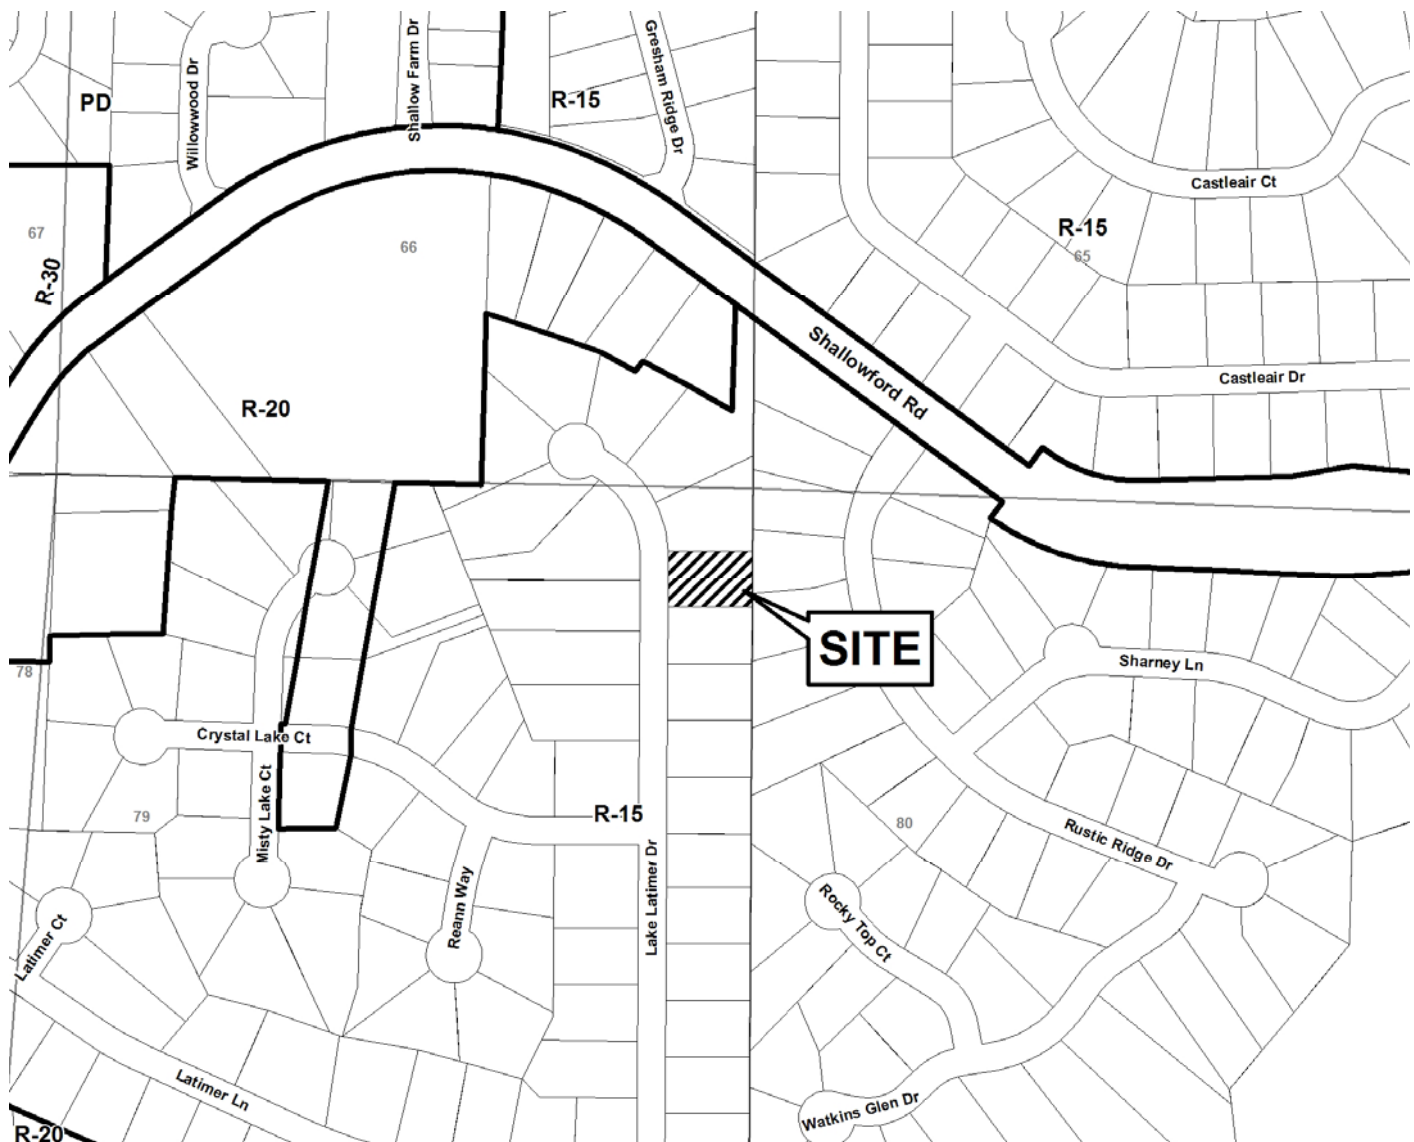 Shallow Farm Dr
Gresham Ridge Dr
Willowwood Dr
PD
R-15
Castleair Ct
R-15
67
66
65
R-30
Shallowford Rd
Castleair Dr
R-20
SITE
Sharney Ln
78
Crystal Lake Ct
Misty Lake Ct
R-15
79
80
Rustic Ridge Dr
Lake Latimer Dr
Reann Way
Rocky Top Ct
Latimer Ct
Latimer Ln
Watkins Glen Dr
R-20